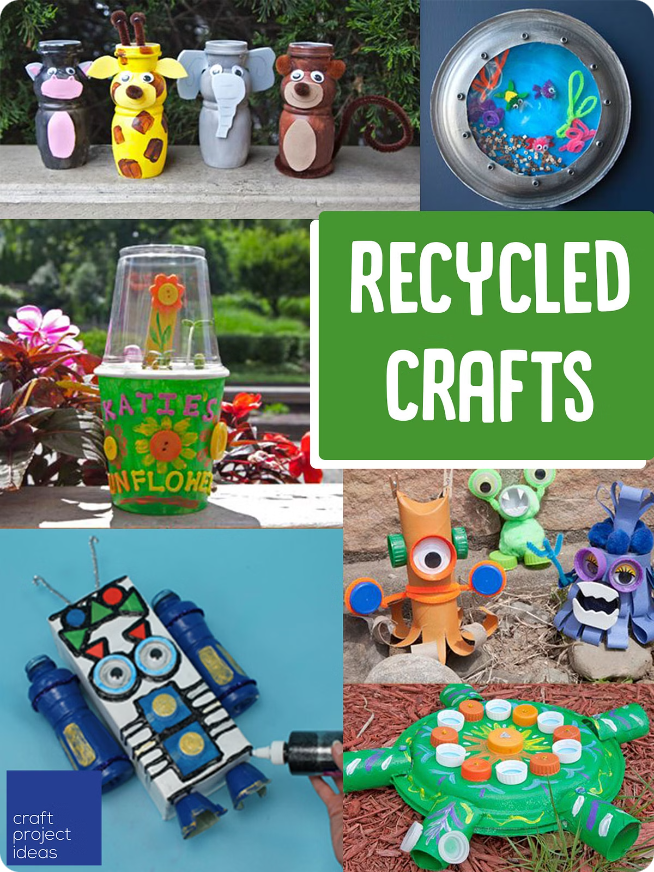 RECYCLED
CRAFTS
KATIE'S
UNFLOWE
craft
project
ideas